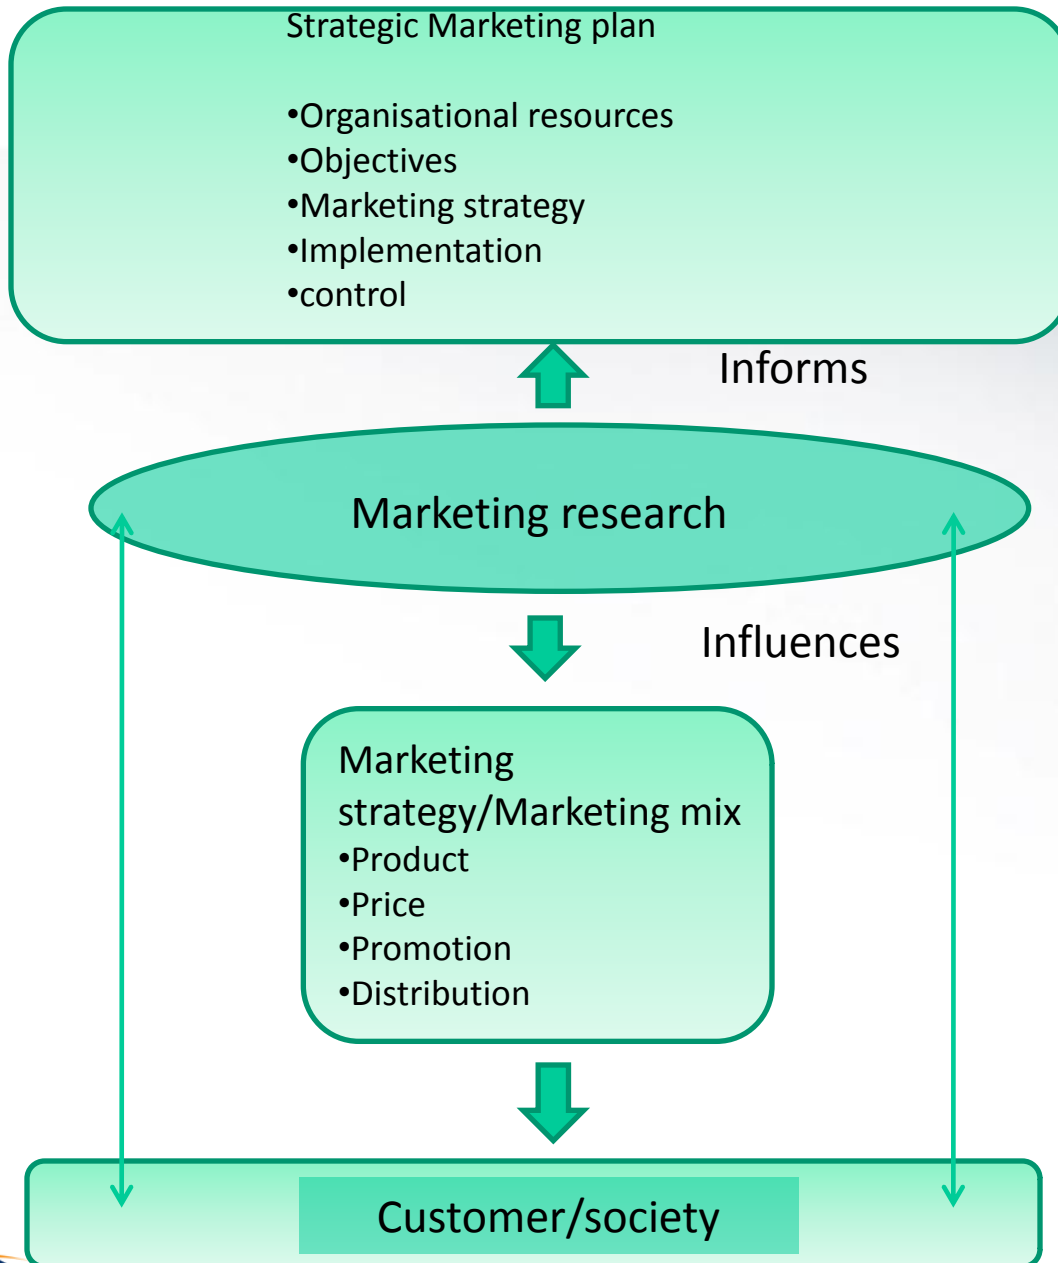 Strategic Marketing plan
•Organisational resources
•Objectives
•Marketing strategy
•Implementation
•control
Informs
Marketing research
Influences
Marketing
strategy/Marketing mix
•Product
•Price
•Promotion
•Distribution
Customer/society